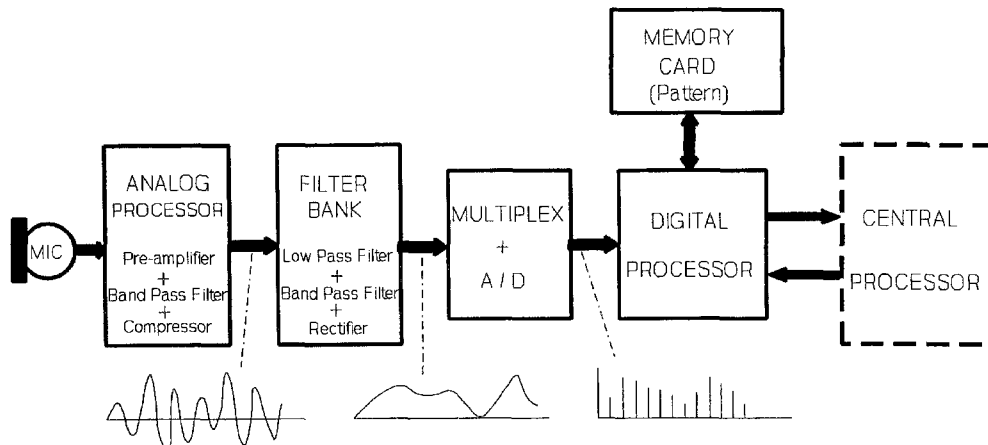 MEMORY
CARD
(Pattern)
MIC
ANALOG
PROCESSOR
Pre-amplifier
+
Band Pass Filter
+
Compressor
FILTER
BANK
Low Pass Filter
+
Band Pass Filter
+
Rectifier
MULTIPLEX
+
A / D
DIGITAL
PROCESSOR
CENTRAL
PROCESSOR